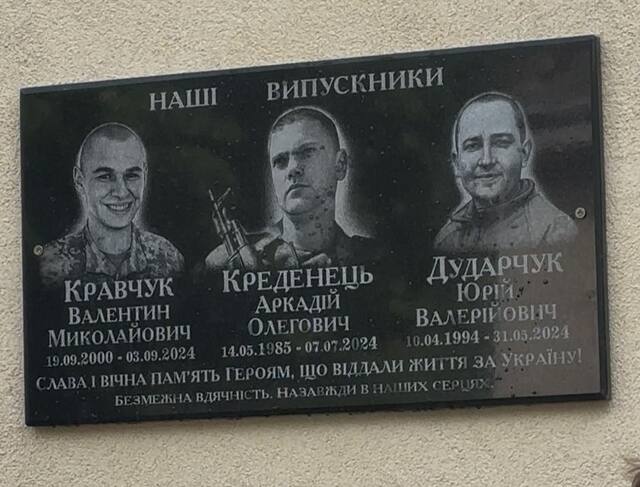 НАШІ ВИПУСКНИКИ
КРАВЧУК
ВАЛЕНТИН
МИКОЛАЙОВИЧ
19.09.2000 - 03.09.2024
КРЕДЕНЕЦЬ
АРКАДІЙ
ОЛЕГОВИЧ
14.05.1985 - 07.07.2024
ДУДАРЧУК
ЮРІЙ
ВАЛЕРІЙОВИЧ
10.04.1994 - 31.05.2024
СЛАВА І ВІЧНА ПАМ'ЯТЬ ГЕРОЯМ, ЩО ВІДДАЛИ ЖИТТЯ ЗА УКРАЇНУ!
БЕЗМЕЖНА ВДЯЧНІСТЬ. НАЗАВЖДИ В НАШИХ СЕРЦЯХ.